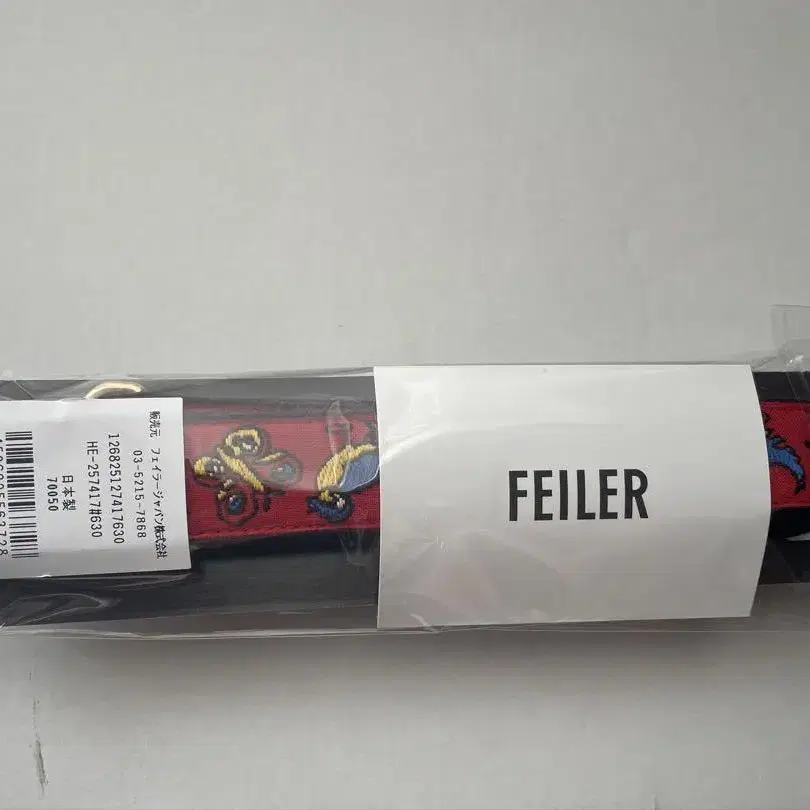 販売元　フェイラージャパン株式会社
03-5215-7868
126825127417630
HE-257417#630
日本製
70050
FEILER